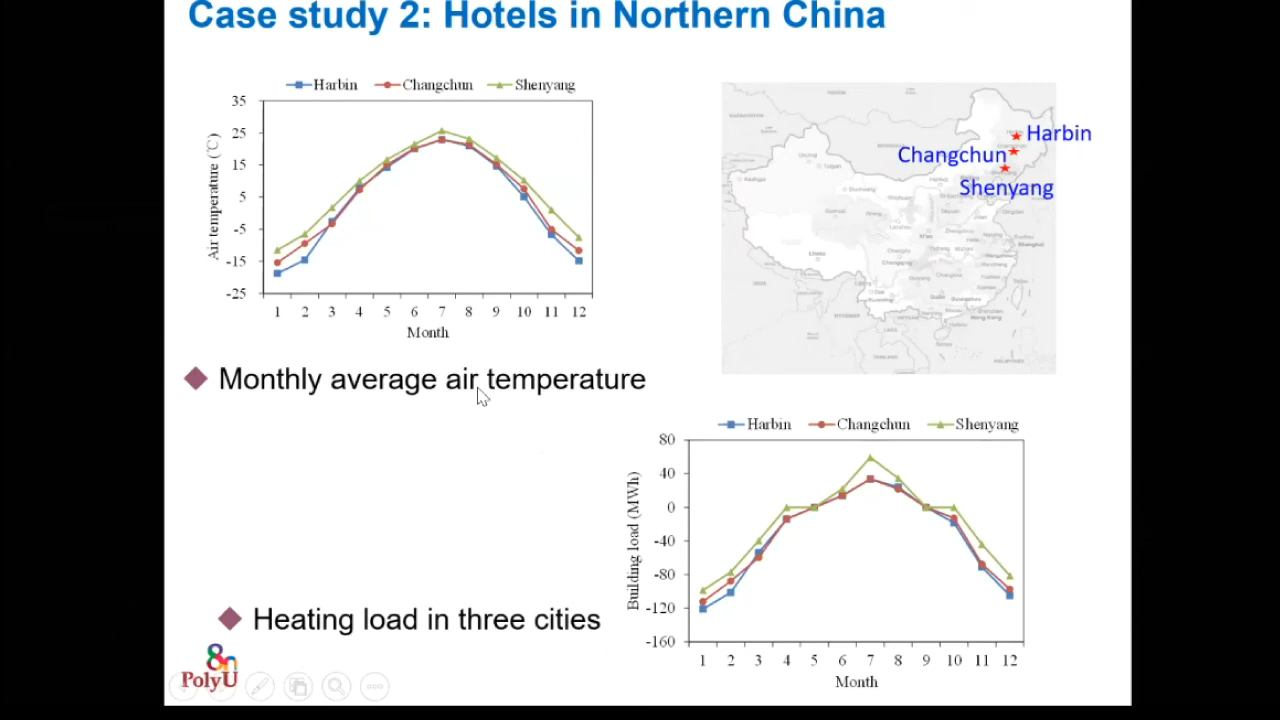 Case study 2: Hotels in Northern China
Harbin Changchun Shenyang
35
25
15
5
-5
-15
-25
Air temperature (℃)
1 2 3 4 5 6 7 8 9 10 11 12
Month
Harbin
Changchun
Shenyang
Monthly average air temperature
Harbin Changchun Shenyang
80
40
0
-40
-80
-120
-160
Building load (MWh)
1 2 3 4 5 6 7 8 9 10 11 12
Month
Heating load in three cities
PolyU